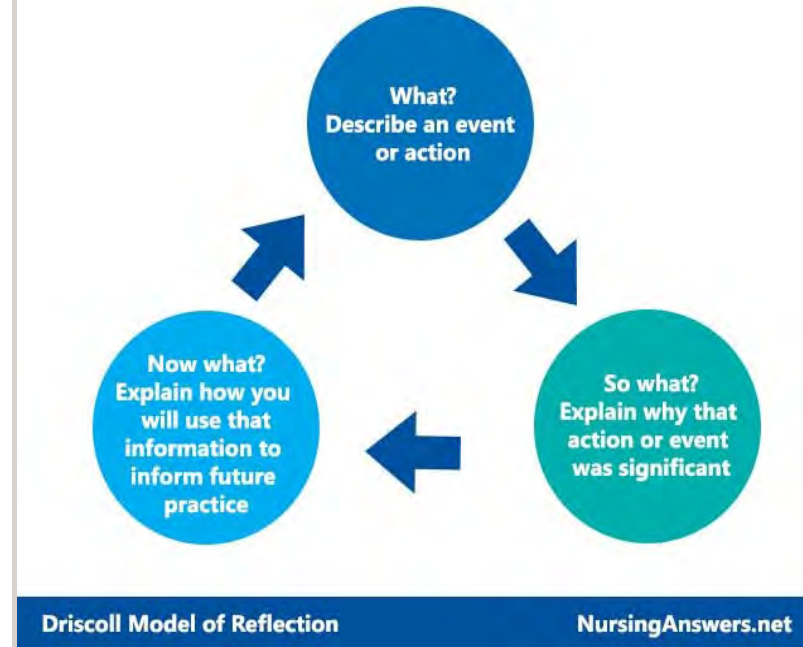 What?
Describe an event
or action
So what?
Explain why that
action or event
was significant
Now what?
Explain how you
will use that
information to
inform future
practice
Driscoll Model of Reflection
NursingAnswers.net